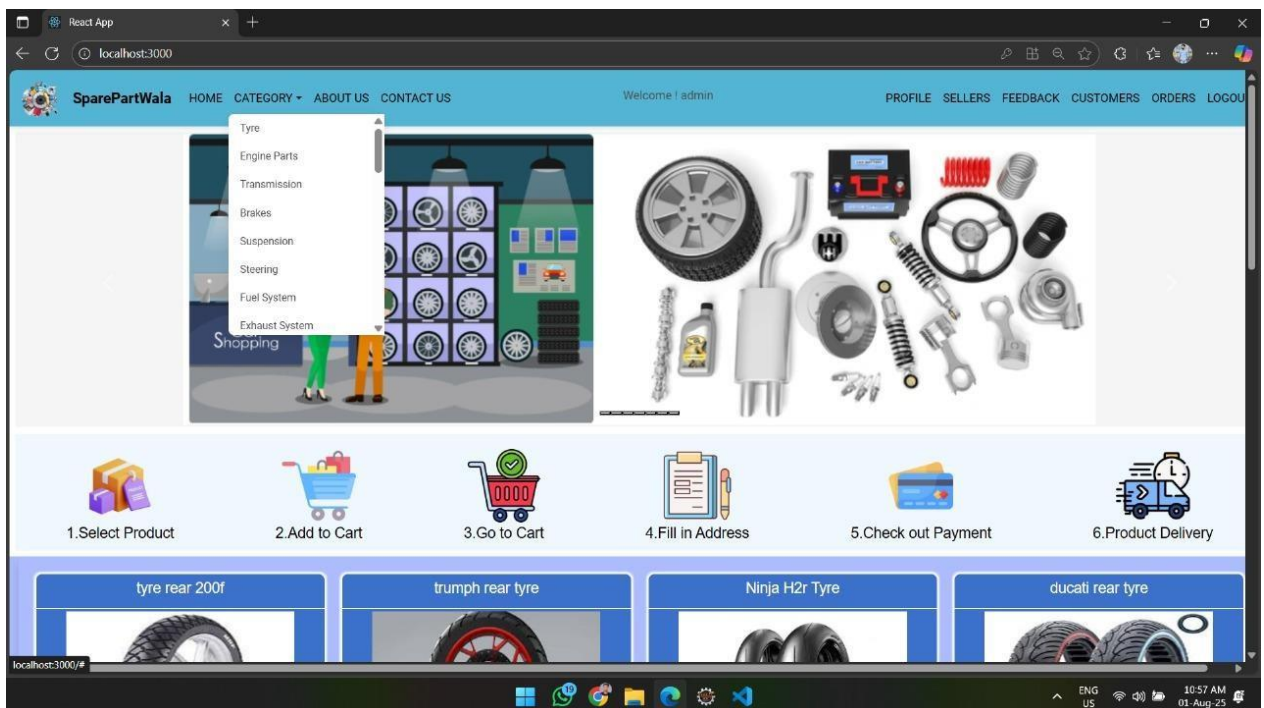 React App
localhost:3000
SparePartWala HOME CATEGORY ABOUT US CONTACT US Welcome ! admin PROFILE SELLERS FEEDBACK CUSTOMERS ORDERS LOGOU
Tyre
Engine Parts
Transmission
Brakes
Suspension
Steering
Fuel System
Exhaust System
Shopping
1.Select Product 2.Add to Cart 3.Go to Cart 4.Fill in Address 5.Check out Payment 6.Product Delivery
tyre rear 200f trumph rear tyre Ninja H2r Tyre ducati rear tyre
localhost:3000/#
19 ENG 10:57 AM
US 01-Aug-25